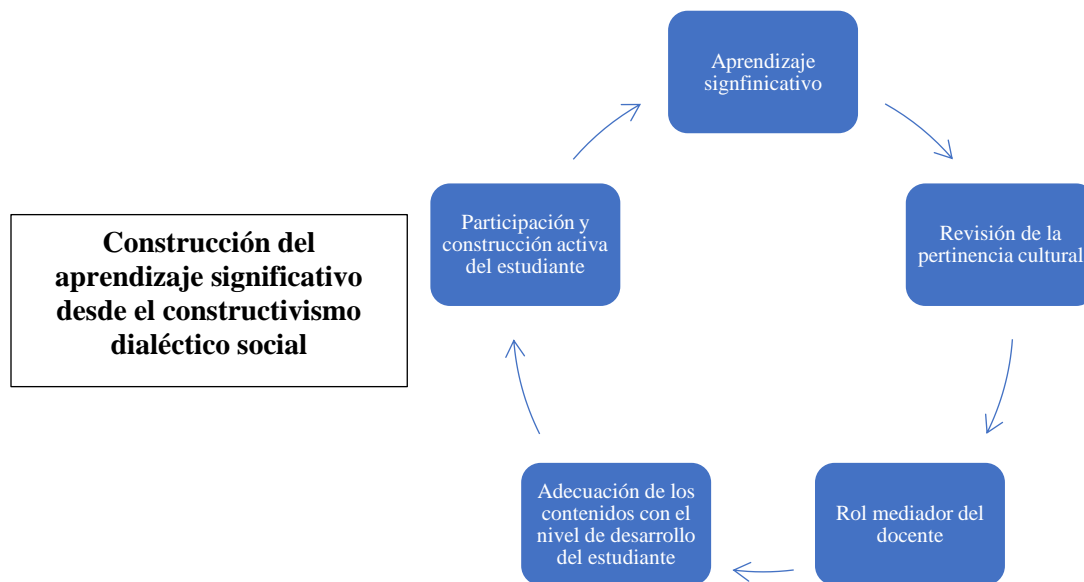 Aprendizaje
signfinicativo
Participación y
construcción activa
del estudiante
Revisión de la
pertinencia cultural
Construcción del
aprendizaje significativo
desde el constructivismo
dialéctico social
Adecuación de los
contenidos con el
nivel de desarrollo
del estudiante
Rol mediador del
docente